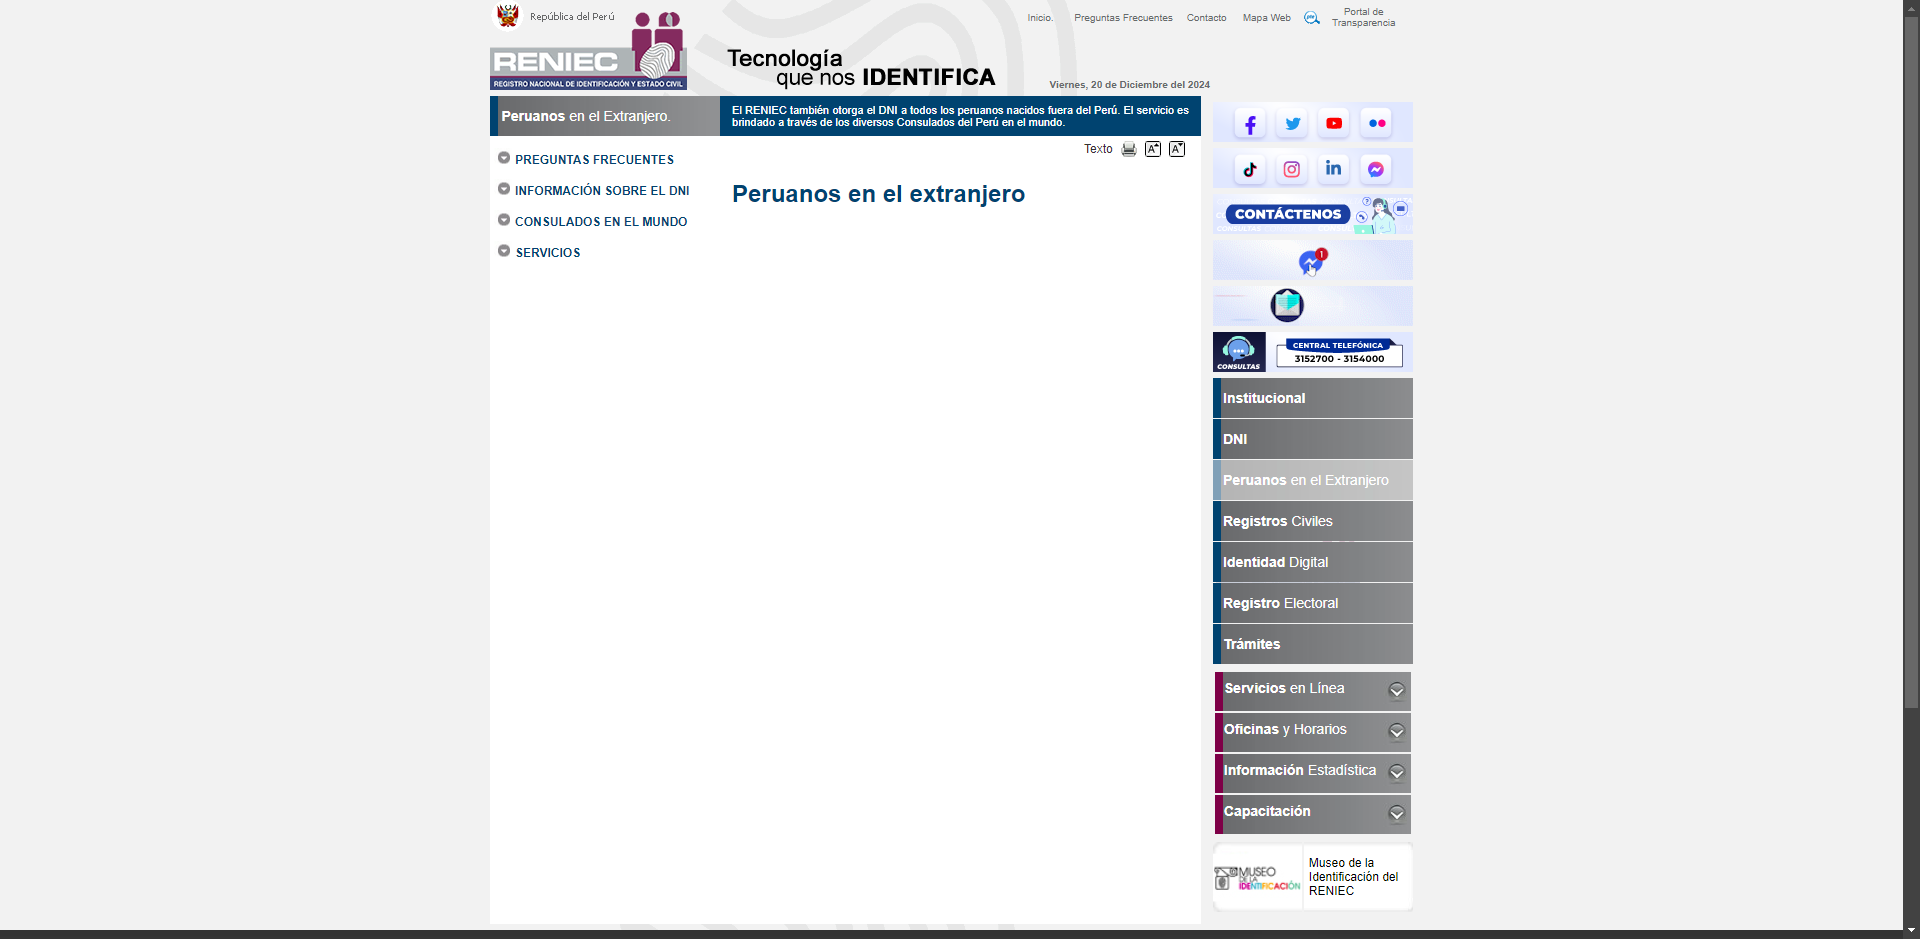 República del Perú
RENIEC
REGISTRO NACIONAL DE IDENTIFICACIÓN Y ESTADO CIVIL
Tecnología
que nos IDENTIFICA
Inicio.
Preguntas Frecuentes
Contacto
Mapa Web
Portal de
Transparencia
Viernes, 20 de Diciembre del 2024
Peruanos en el Extranjero.
El RENIEC también otorga el DNI a todos los peruanos nacidos fuera del Perú. El servicio es
brindado a través de los diversos Consulados del Perú en el mundo.
PREGUNTAS FRECUENTES
INFORMACIÓN SOBRE EL DNI
CONSULADOS EN EL MUNDO
SERVICIOS
Texto
Peruanos en el extranjero
CONTÁCTENOS
1
CONSULTAS
CENTRAL TELEFÓNICA
3152700 - 3154000
Institucional
DNI
Peruanos en el Extranjero
Registros Civiles
Identidad Digital
Registro Electoral
Trámites
Servicios en Línea
Oficinas y Horarios
Información Estadística
Capacitación
MUSEO
DE LA
IDENTIFICACIÓN
Museo de la
Identificación del
RENIEC